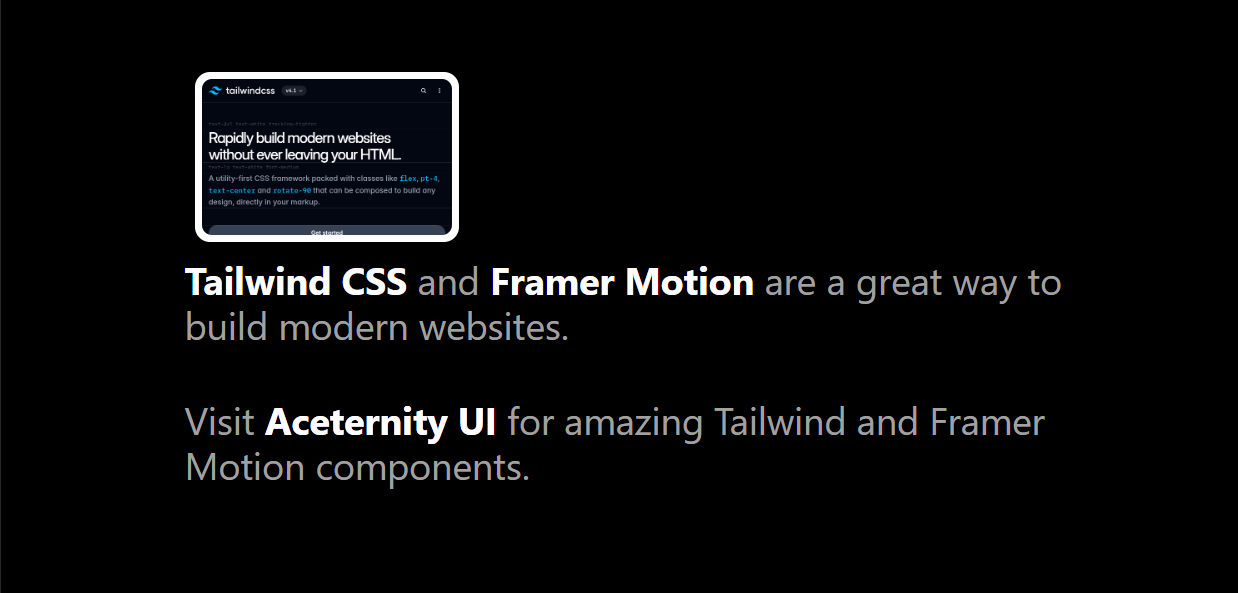 tailwindcss v4.1
Rapidly build modern websites
without ever leaving your HTML.
A utility-first CSS framework packed with classes like flex, pt-4,
text-center and rotate-90 that can be composed to build any
design, directly in your markup.
Get started
Tailwind CSS and Framer Motion are a great way to
build modern websites.
Visit Aceternity UI for amazing Tailwind and Framer
Motion components.